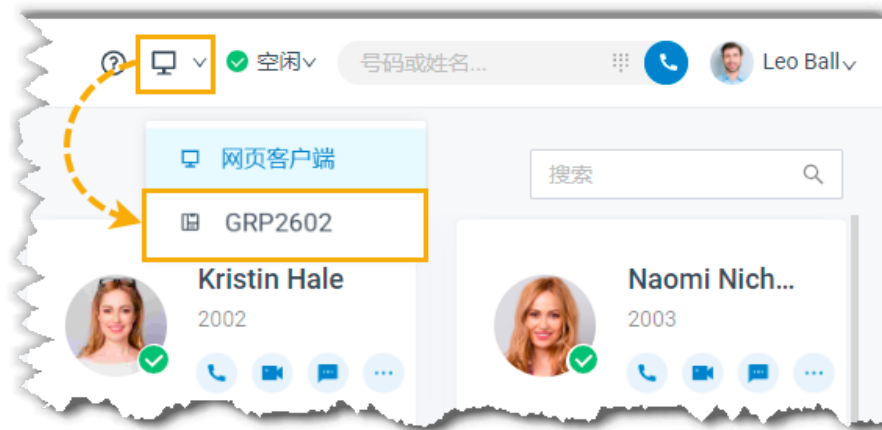 空闲
号码或姓名...
Leo Ball
网页客户端
搜索
GRP2602
Kristin Hale
2002
Naomi Nich...
2003